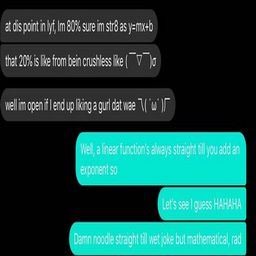 at dis point in lyf, Im 80% sure im str8 as y=mx+b
that 20% is like from bein crushless like (￣▽￣)σ
well im open if I end up liking a gurl dat wae ╮( ˙ω˙ )╭
Well, a linear function's always straight till you add an
exponent so
Let's see I guess HAHAHA
Damn noodle straight till wet joke but mathematical, rad